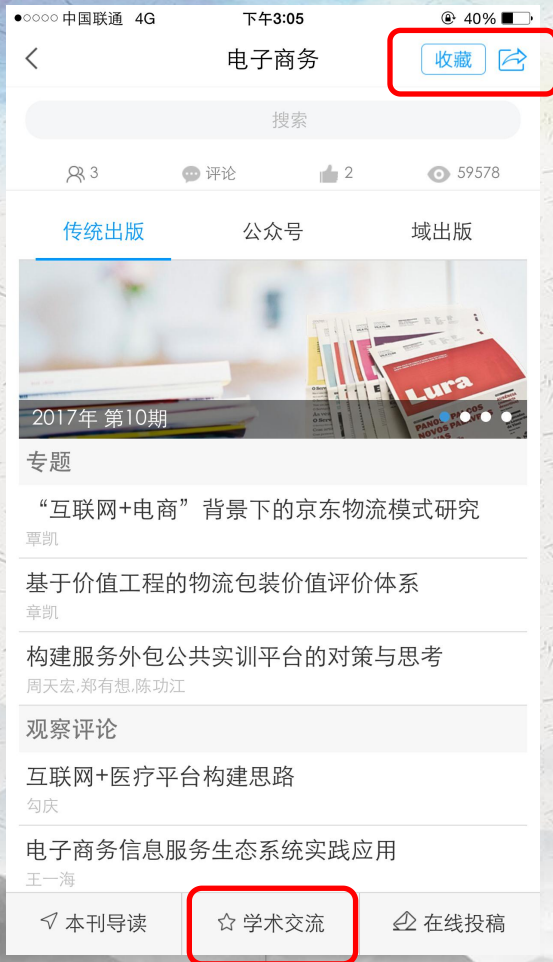 中国联通 4G 下午3:05 40%
电子商务 收藏
搜索
3 评论 2 59578
传统出版 公众号 域出版
Lura
PANOS PASCOS
NOVOS PAPÉVEIS
2017年 第10期
专题
“互联网+电商”背景下的京东物流模式研究
覃凯
基于价值工程的物流包装价值评价体系
章凯
构建服务外包公共实训平台的对策与思考
周天宏,郑有想,陈功江
观察评论
互联网+医疗平台构建思路
勾庆
电子商务信息服务生态系统实践应用
王一海
本刊导读 学术交流 在线投稿